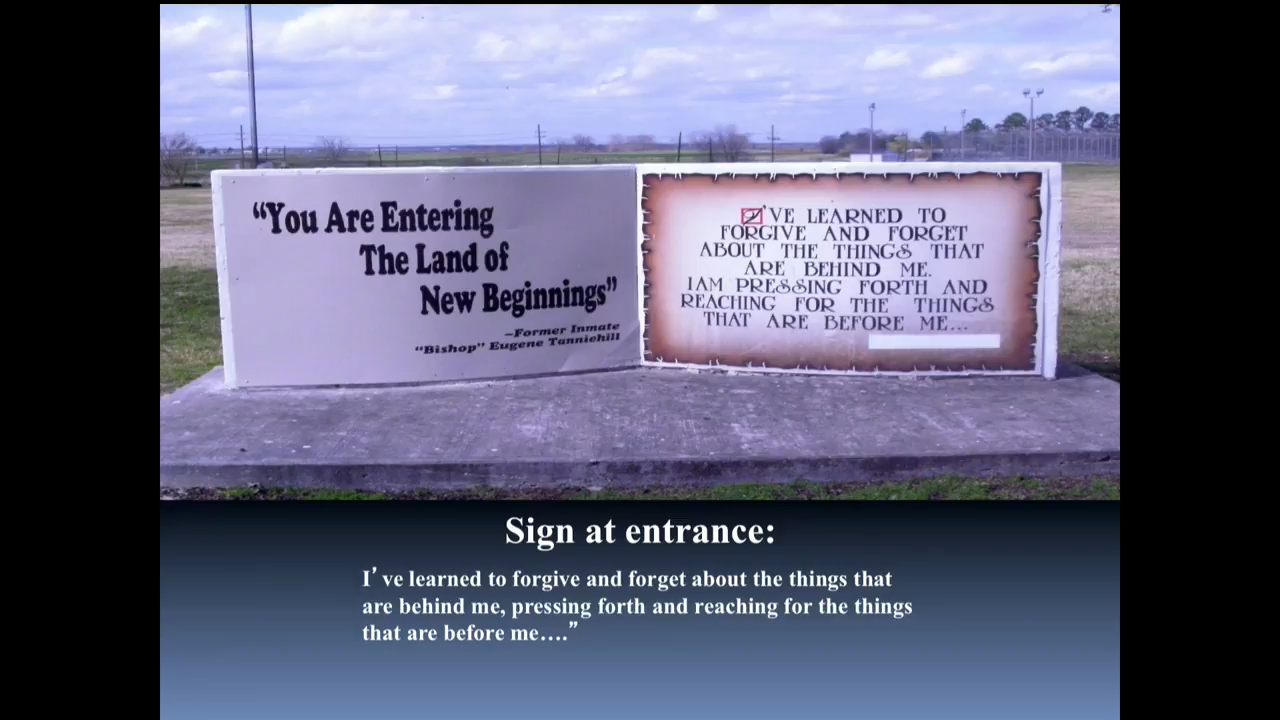 “You Are Entering
The Land of
New Beginnings”
~Former Inmate
"Bishop" Eugene Tanniehill
I'VE LEARNED TO
FORGIVE AND FORGET
ABOUT THE THINGS THAT
ARE BEHIND ME.
I AM PRESSING FORTH AND
REACHING FOR THE THINGS
THAT ARE BEFORE ME...
Sign at entrance:
I’ve learned to forgive and forget about the things that
are behind me, pressing forth and reaching for the things
that are before me….”